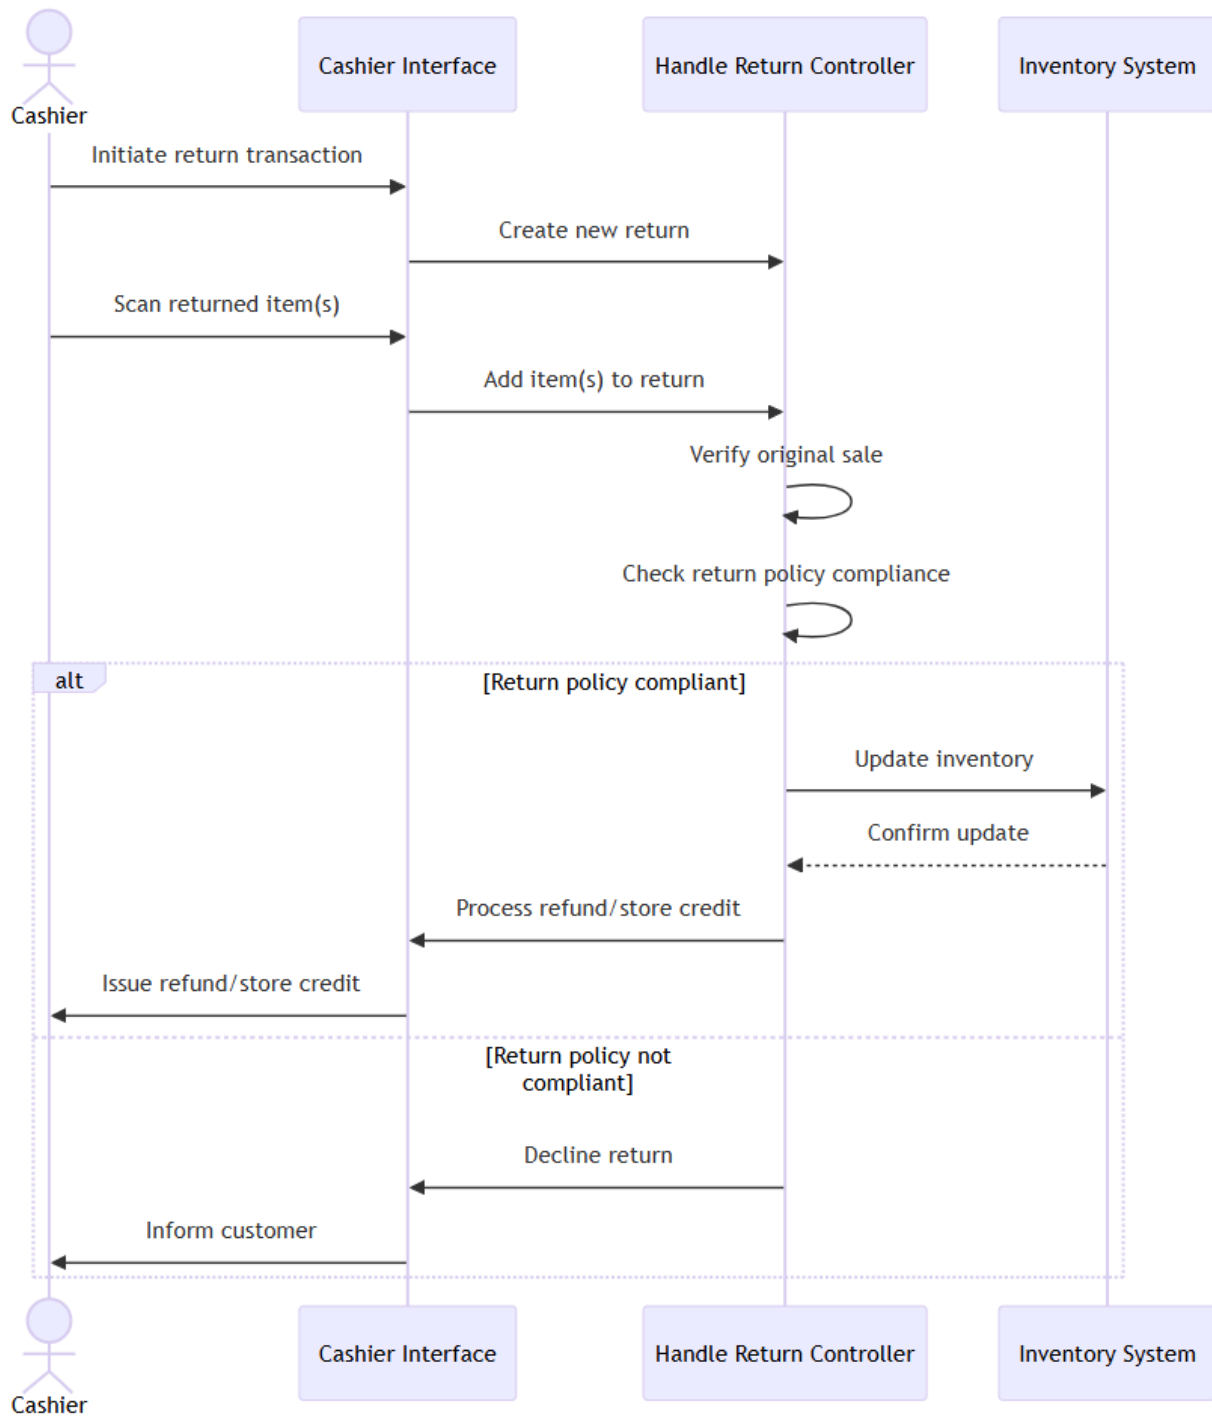 Cashier Interface
Handle Return Controller
Inventory System
Cashier
Initiate return transaction
Create new return
Scan returned item(s)
Add item(s) to return
Verify original sale
Check return policy compliance
alt
[Return policy compliant]
Update inventory
Confirm update
Process refund/store credit
Issue refund/store credit
[Return policy not
compliant]
Decline return
Inform customer
Cashier Interface
Handle Return Controller
Inventory System
Cashier